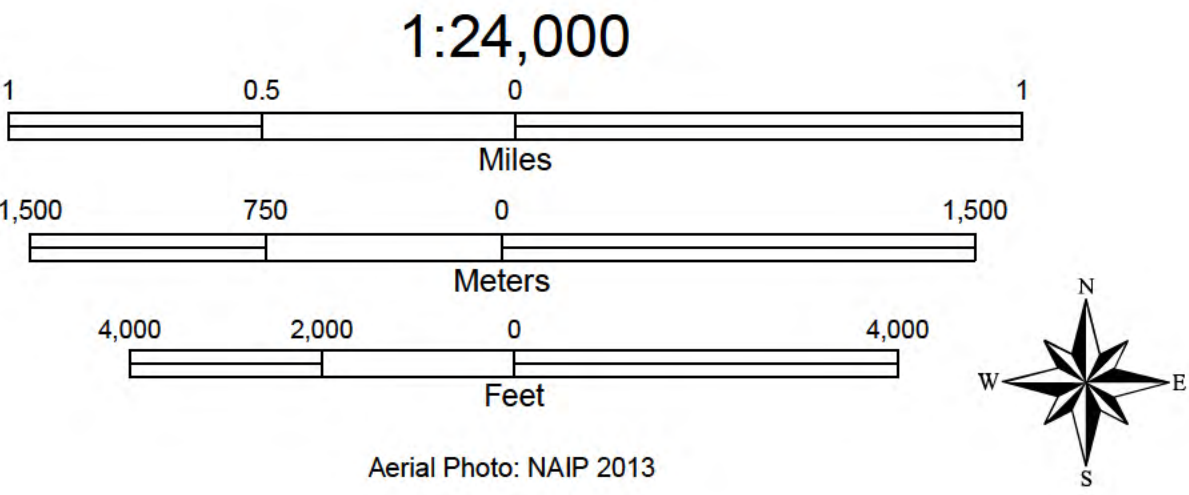 1:24,000
1 0.5 0 1
Miles
1,500 750 0 1,500
Meters
4,000 2,000 0 4,000
Feet
N
W E
S
Aerial Photo: NAIP 2013